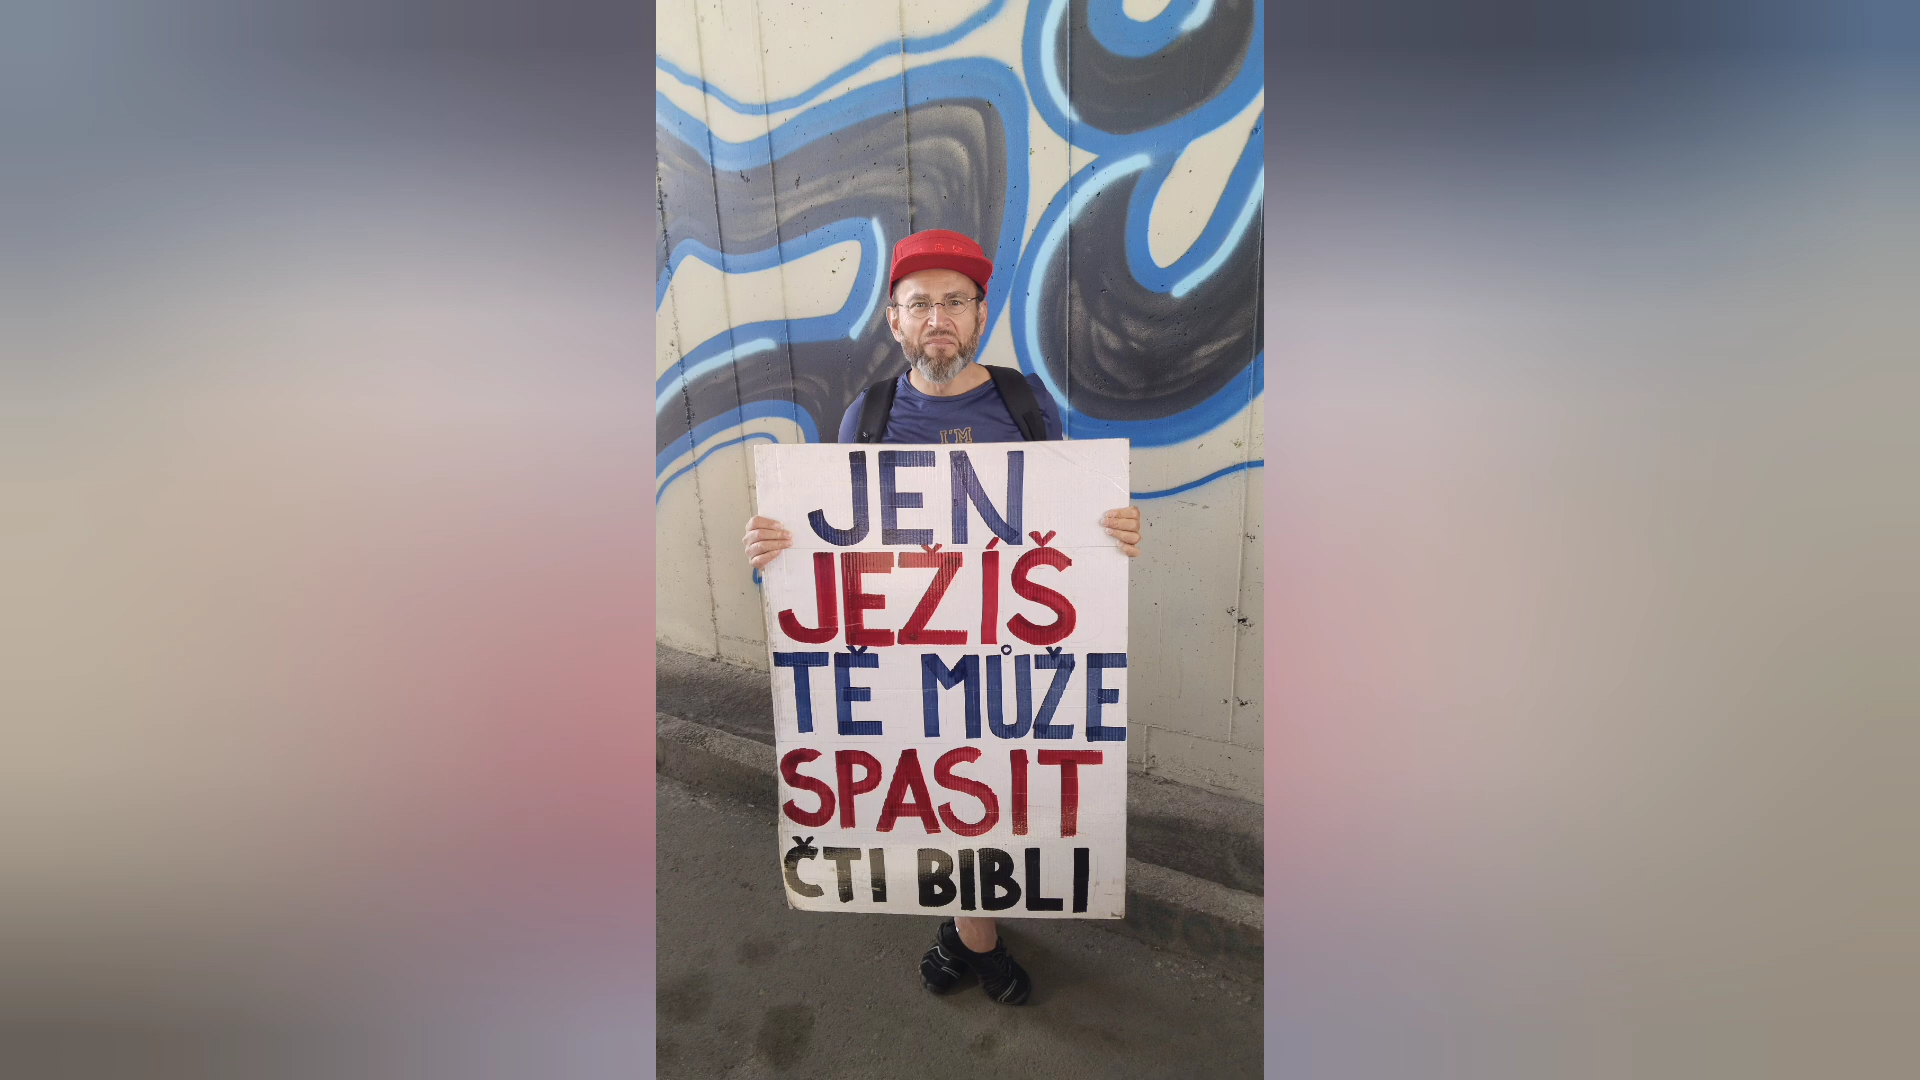 I'M
JEN
JEŽÍŠ
TĚ MŮŽE
SPASIT
ČTI BIBLI